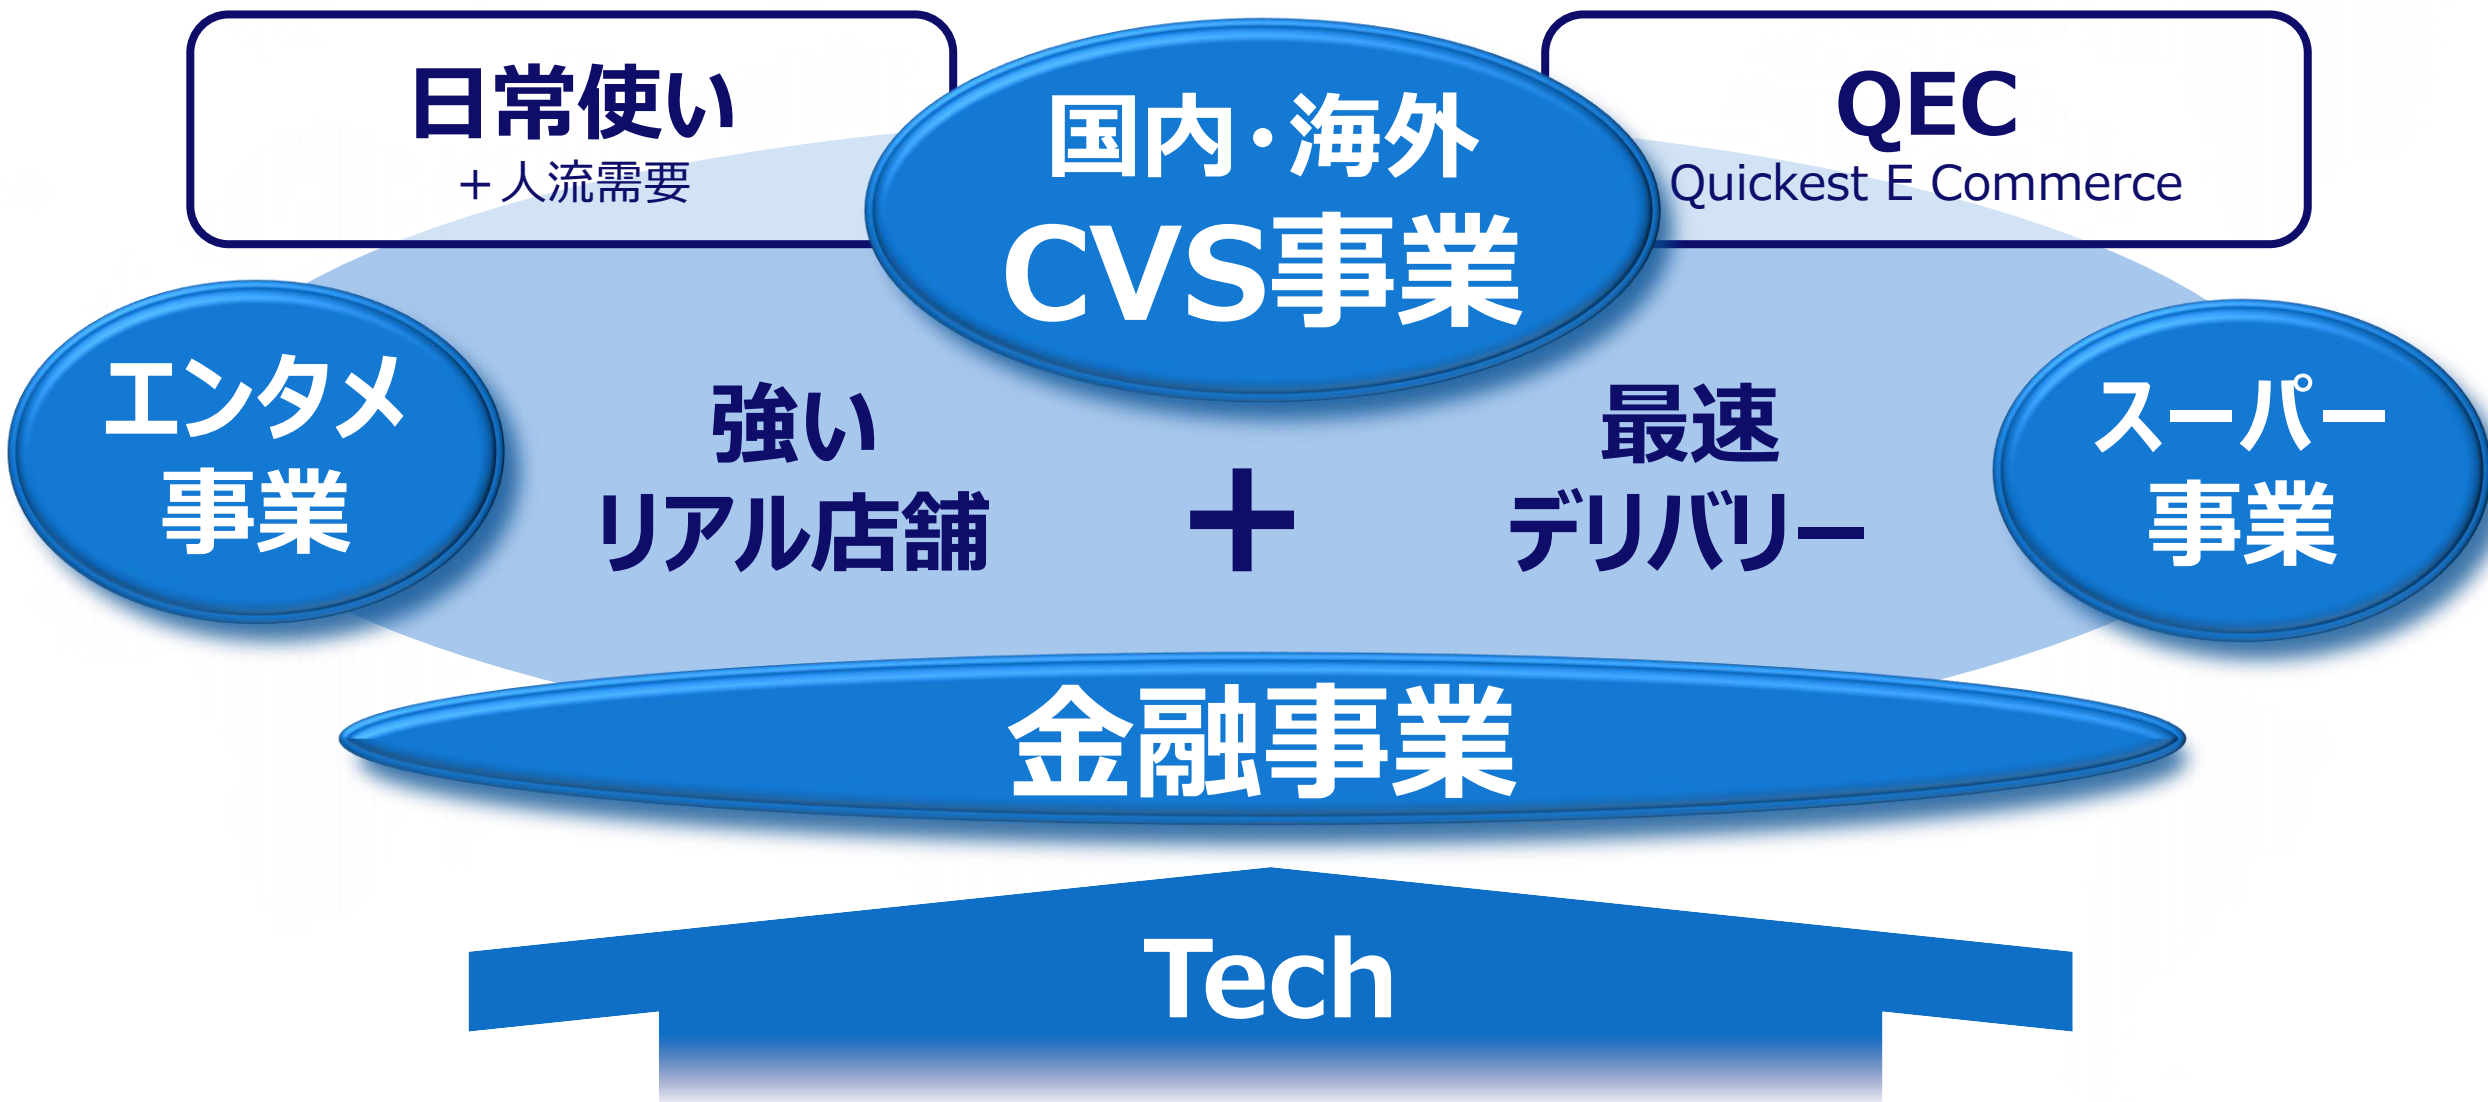 日常使い
+人流需要
国内・海外
CVS事業
QEC
Quickest E Commerce
エンタメ
事業
強い
リアル店舗
+
最速
デリバリー
スーパー
事業
金融事業
Tech